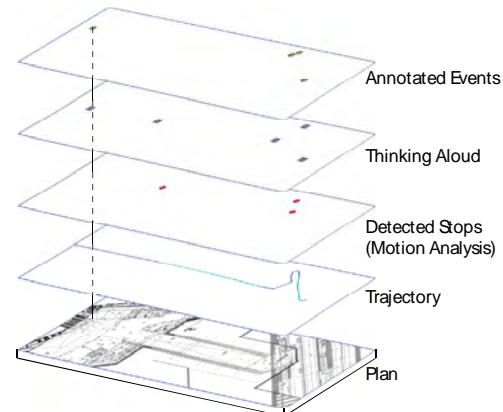 Annotated Events
Thinking Aloud
Detected Stops
(Motion Analysis)
Trajectory
Plan